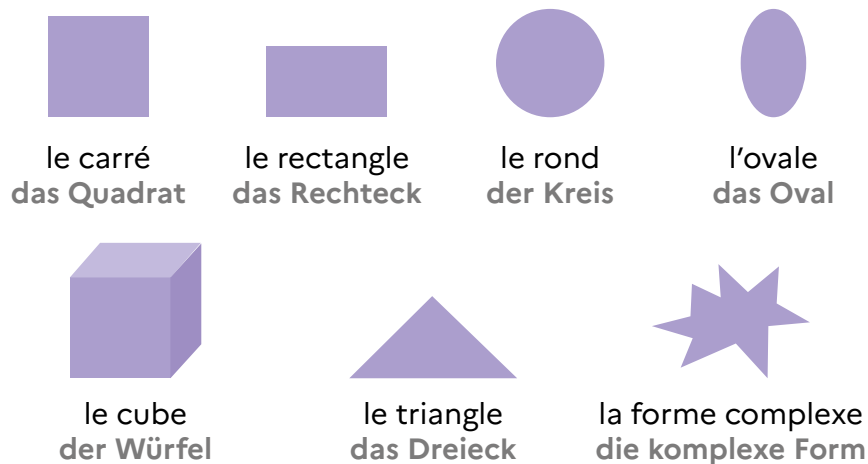 le carré
das Quadrat
le rectangle
das Rechteck
le rond
der Kreis
l'ovale
das Oval
le cube
der Würfel
le triangle
das Dreieck
la forme complexe
die komplexe Form